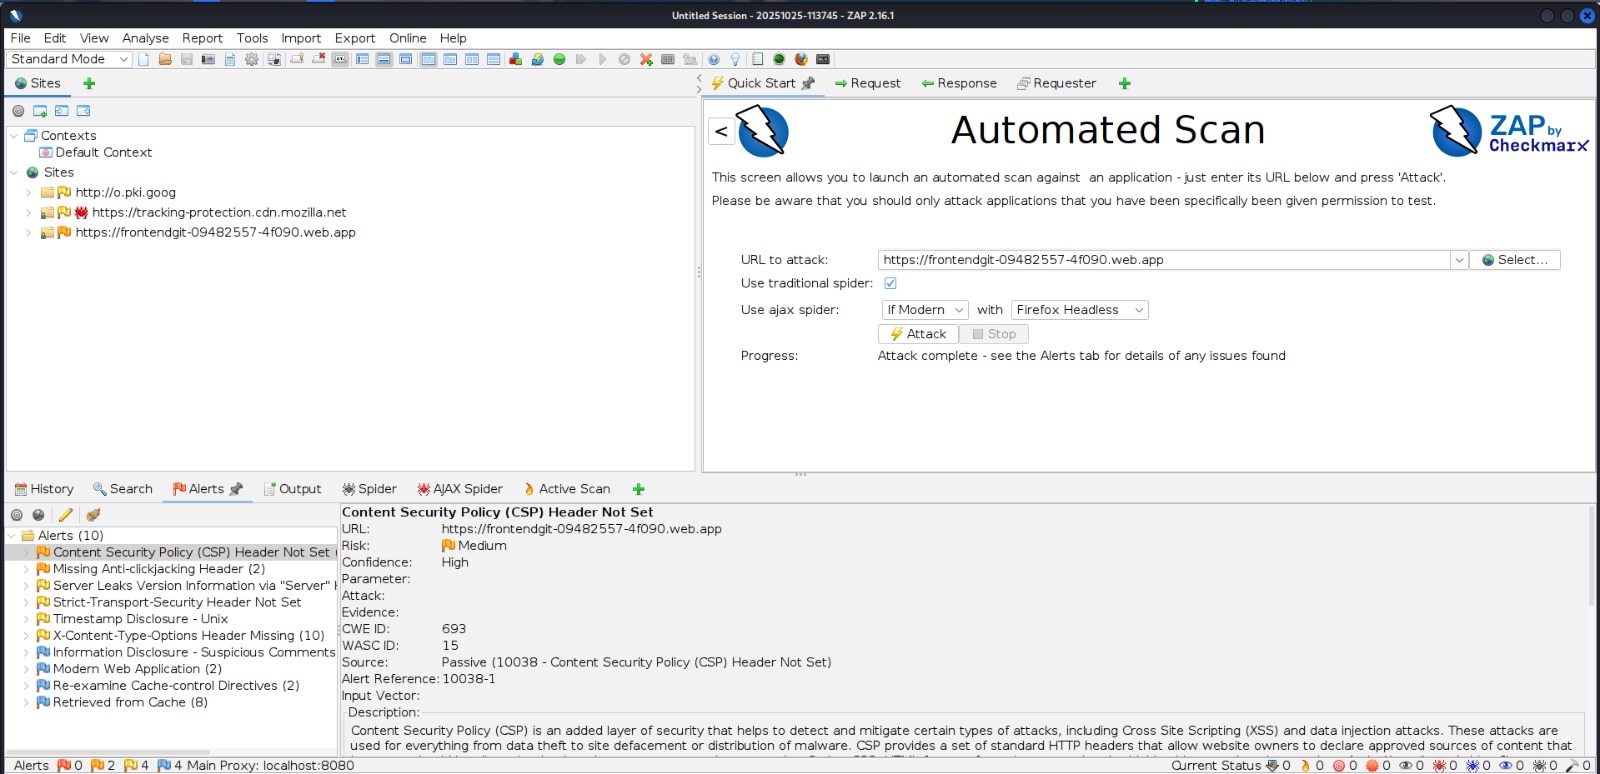 Untitled Session - 20251025-113745 - ZAP 2.16.1
File Edit View Analyse Report Tools Import Export Online Help
Standard Mode
Sites
Quick Start Request Response Requester
Contexts
Default Context
Sites
http://o.pki.goog
https://tracking-protection.cdn.mozilla.net
https://frontendgit-09482557-4f090.web.app
<
Automated Scan
ZAP by
Checkmarx
This screen allows you to launch an automated scan against an application - just enter its URL below and press 'Attack'.
Please be aware that you should only attack applications that you have been specifically been given permission to test.
URL to attack: https://frontendgit-09482557-4f090.web.app Select...
Use traditional spider:
Use ajax spider: If Modern with Firefox Headless
Attack Stop
Progress: Attack complete - see the Alerts tab for details of any issues found
History Search Alerts Output Spider AJAX Spider Active Scan
Alerts (10)
Content Security Policy (CSP) Header Not Set (
Missing Anti-clickjacking Header (2)
Server Leaks Version Information via "Server"
Strict-Transport-Security Header Not Set
Timestamp Disclosure - Unix
X-Content-Type-Options Header Missing (10)
Information Disclosure - Suspicious Comments
Modern Web Application (2)
Re-examine Cache-control Directives (2)
Retrieved from Cache (8)
Content Security Policy (CSP) Header Not Set
URL: https://frontendgit-09482557-4f090.web.app
Risk: Medium
Confidence: High
Parameter:
Attack:
Evidence:
CWE ID: 693
WASC ID: 15
Source: Passive (10038 - Content Security Policy (CSP) Header Not Set)
Alert Reference: 10038-1
Input Vector:
Description:
Content Security Policy (CSP) is an added layer of security that helps to detect and mitigate certain types of attacks, including Cross Site Scripting (XSS) and data injection attacks. These attacks are
used for everything from data theft to site defacement or distribution of malware. CSP provides a set of standard HTTP headers that allow website owners to declare approved sources of content that
Alerts 0 2 4 4 Main Proxy: localhost:8080
Current Status 0 0 0 0 0 0 0 0 0 0